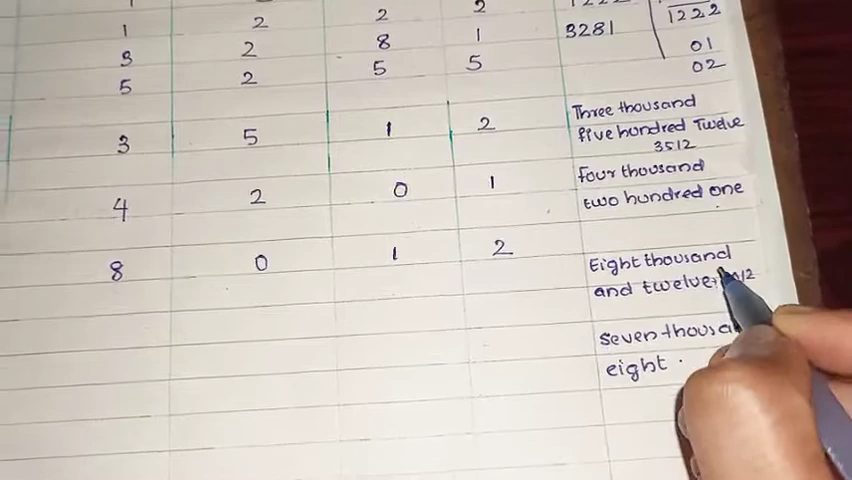 1 2 2 2
1222
3 2 8 1 3281
01
5 2 5 5
02
3 5 1 2 Three thousand
five hundred Twelve
3512
4 2 0 1 four thousand
two hundred one
8 0 1 2 Eight thousand
and twelve
seven
eight.